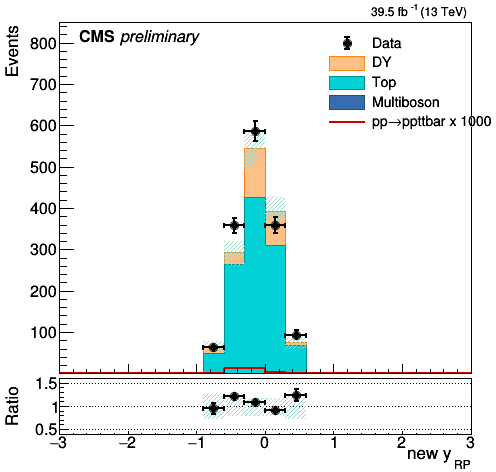 39.5 fb⁻¹ (13 TeV)
CMS preliminary
Events
800
700
600
500
400
300
200
100
Data
DY
Top
Multiboson
pp→ppttbar x 1000
Ratio
1.5
1
0.5
−3 −2 −1 0 1 2 3
new y_RP